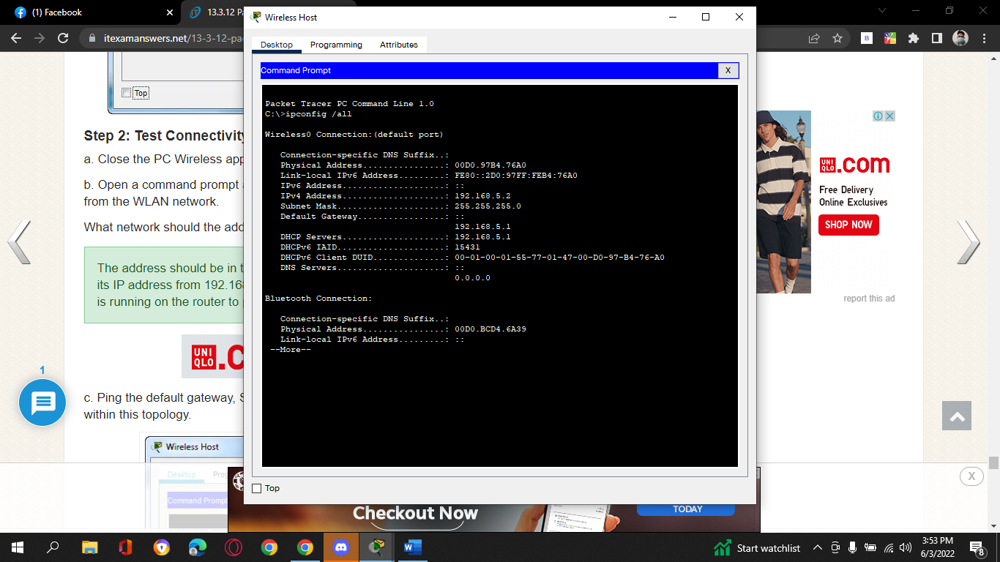 (1) Facebook
13.3.12 Pa
itexamanswers.net/13-3-12-pa
Wireless Host
Desktop Programming Attributes
Command Prompt X
Packet Tracer PC Command Line 1.0
C:\>ipconfig /all
Wireless0 Connection:(default port)
Connection-specific DNS Suffix..:
Physical Address................: 00D0.97B4.76A0
Link-local IPv6 Address.........: FE80::2D0:97FF:FEB4:76A0
IPv6 Address....................: ::
IPv4 Address....................: 192.168.5.2
Subnet Mask.....................: 255.255.255.0
Default Gateway.................: ::
192.168.5.1
DHCP Servers....................: 192.168.5.1
DHCPv6 IAID.....................: 15431
DHCPv6 Client DUID..............: 00-01-00-01-55-77-01-47-00-D0-97-B4-76-A0
DNS Servers.....................: ::
0.0.0.0
Bluetooth Connection:
Connection-specific DNS Suffix..:
Physical Address................: 00D0.BCD4.6A39
Link-local IPv6 Address.........: ::
--More--
Top
Top
Step 2: Test Connectivity
a. Close the PC Wireless app
b. Open a command prompt
from the WLAN network.
What network should the add
The address should be in t
its IP address from 192.16
is running on the router to
UNI
QLO .C
1
c. Ping the default gateway, S
within this topology.
Wireless Host
Desktop Prog
Command Prompt
UNI
QLO .com
Free Delivery
Online Exclusives
SHOP NOW
report this ad
X
Checkout Now
TODAY
Start watchlist
3:53 PM
6/3/2022
8